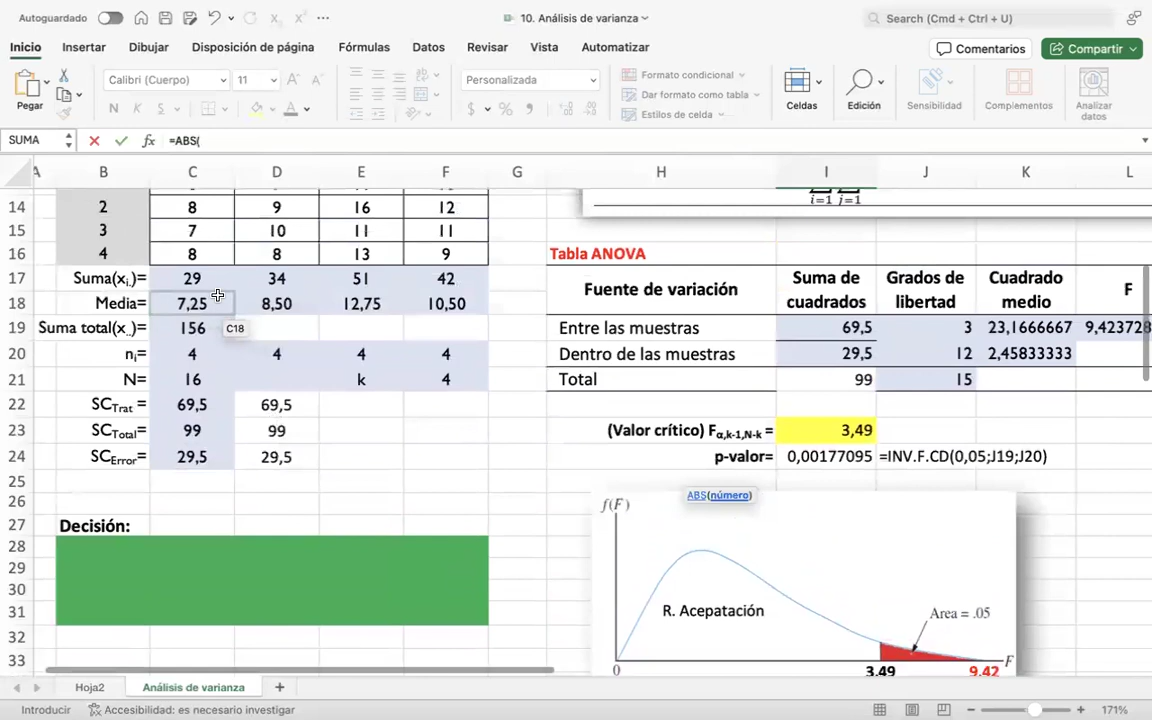 Autoguardado
10. Análisis de varianza
Search (Cmd + Ctrl + U)
Inicio Insertar Dibujar Disposición de página Fórmulas Datos Revisar Vista Automatizar
Comentarios Compartir
Pegar
Calibri (Cuerpo) 11
N K S
Personalizada
Formato condicional
Dar formato como tabla
Estilos de celda
Celdas Edición Sensibilidad Complementos Analizar datos
SUMA fx =ABS(
A B C D E F G H I J K L
14 2 8 9 16 12
15 3 7 10 11 11
16 4 8 8 13 9 Tabla ANOVA
17 Suma(xi.)= 29 34 51 42 Fuente de variación Suma de cuadrados Grados de libertad Cuadrado medio F
18 Media= 7,25 8,50 12,75 10,50
19 Suma total(x..)= 156 C18 Entre las muestras 69,5 3 23,1666667 9,423728
20 ni= 4 4 4 4 Dentro de las muestras 29,5 12 2,45833333
21 N= 16 k 4 Total 99 15
22 SCTrat = 69,5 69,5
23 SCTotal = 99 99 (Valor crítico) Fα,k-1,N-k = 3,49
24 SCError= 29,5 29,5 p-valor= 0,00177095 =INV.F.CD(0,05;J19;J20)
25
26
27 Decisión:
28
29
30
31
32
33
i=1 j=1
ABS(número)
f(F)
R. Acepatación
Area = .05
0 3.49 9.42 F
Hoja2 Análisis de varianza +
Introducir Accesibilidad: es necesario investigar 171%